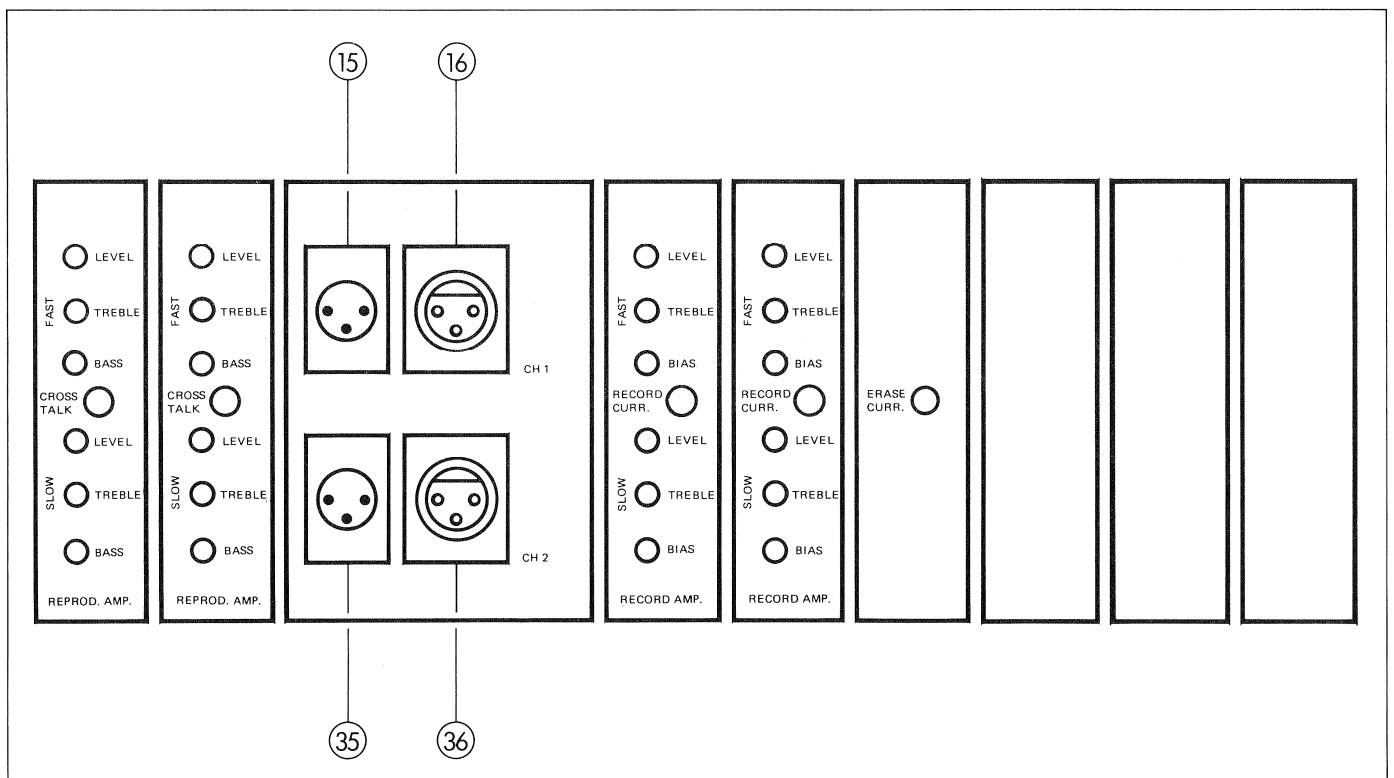 15
16
LEVEL
FAST
TREBLE
BASS
CROSS
TALK
LEVEL
SLOW
TREBLE
BASS
REPROD. AMP.
LEVEL
FAST
TREBLE
BASS
CROSS
TALK
LEVEL
SLOW
TREBLE
BASS
REPROD. AMP.
CH 1
CH 2
LEVEL
FAST
TREBLE
BIAS
RECORD
CURR.
LEVEL
SLOW
TREBLE
BIAS
RECORD AMP.
LEVEL
FAST
TREBLE
BIAS
RECORD
CURR.
LEVEL
SLOW
TREBLE
BIAS
RECORD AMP.
ERASE
CURR.
35
36